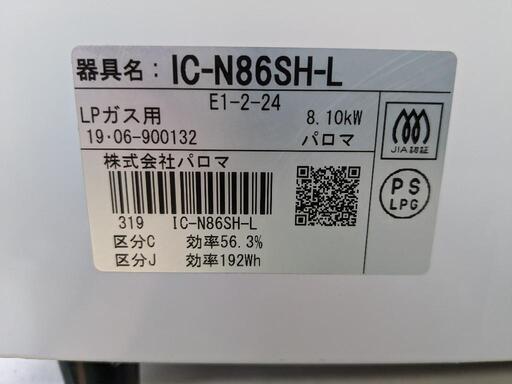 器具名：IC-N86SH-L
E1-2-24
LPガス用 8.10kW
19・06-900132 パロマ
株式会社パロマ
319 IC-N86SH-L
区分C 効率56.3%
区分J 効率192Wh
JIA認証
PS
LPG